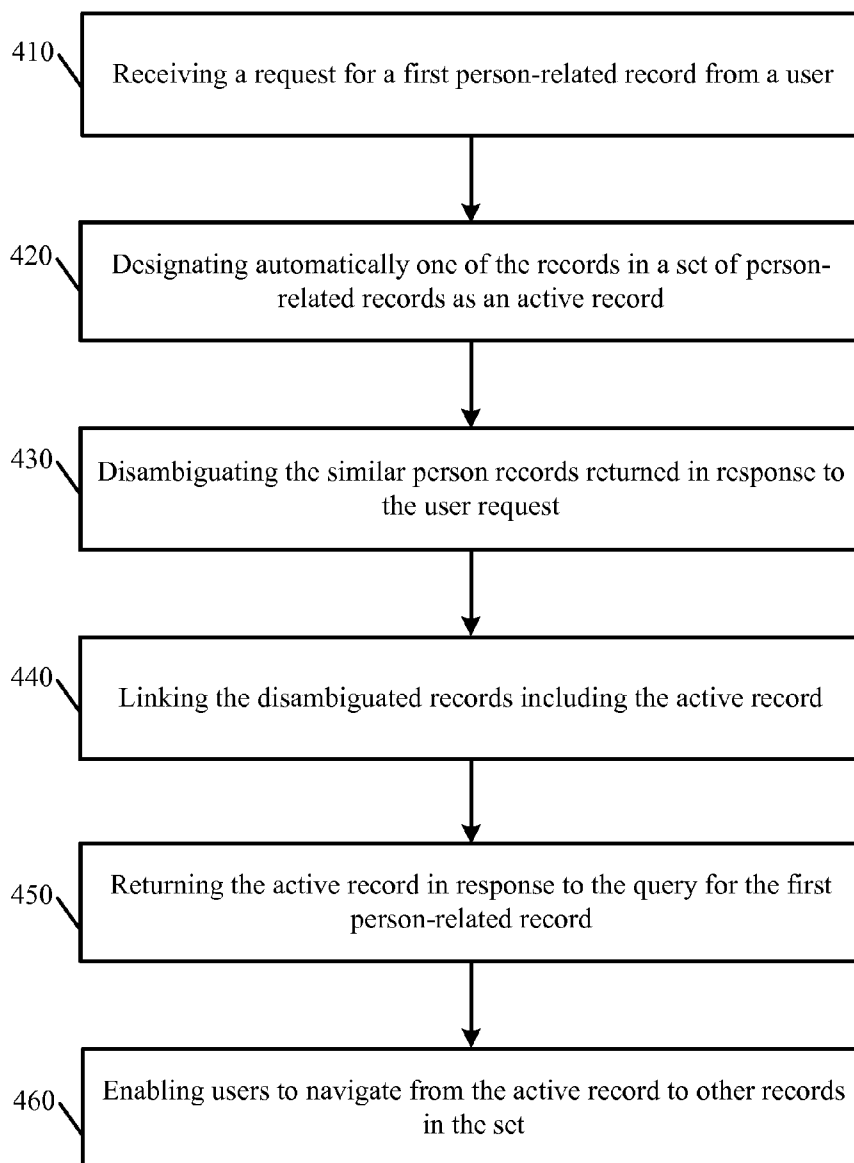 410
Receiving a request for a first person-related record from a user
420
Designating automatically one of the records in a set of person-
related records as an active record
430
Disambiguating the similar person records returned in response to
the user request
440
Linking the disambiguated records including the active record
450
Returning the active record in response to the query for the first
person-related record
460
Enabling users to navigate from the active record to other records
in the set